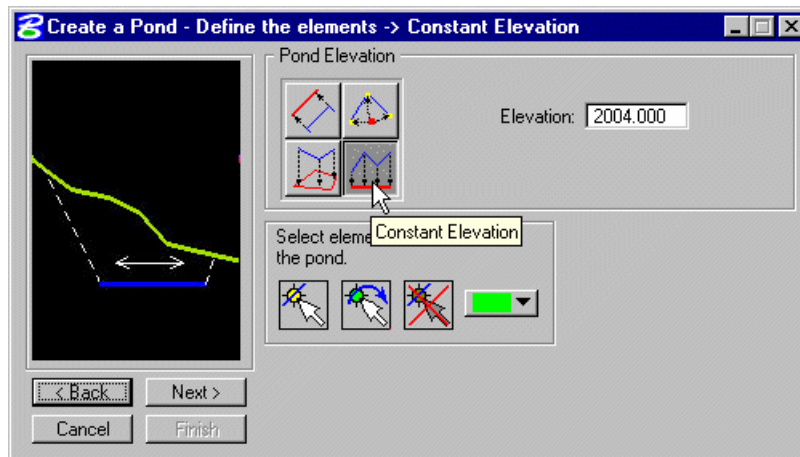 Create a Pond - Define the elements -> Constant Elevation
Pond Elevation
Elevation: 2004.000
Constant Elevation
Select eleme
the pond.
< Back
Next >
Cancel
Finish